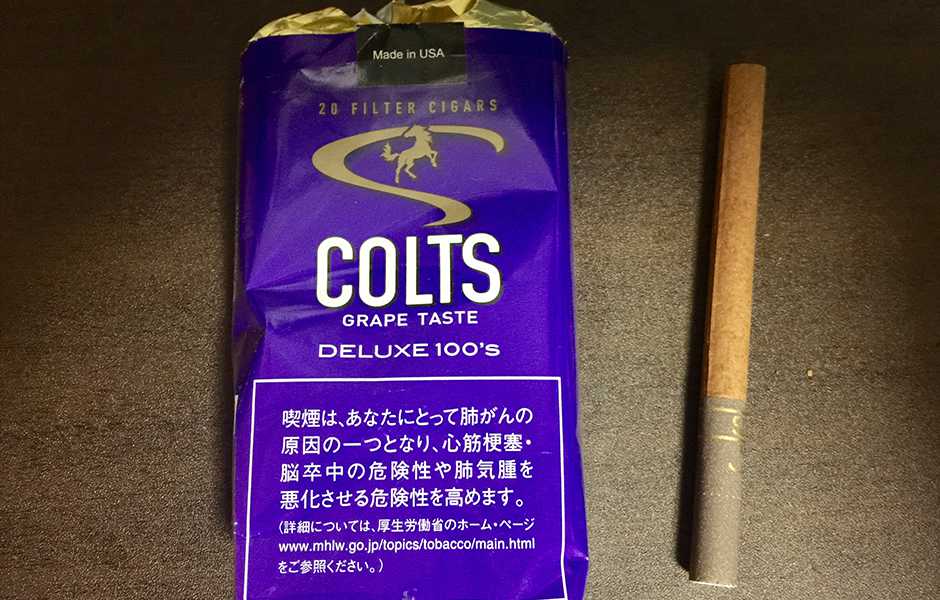 Made in USA
20 FILTER CIGARS
COLTS
GRAPE TASTE
DELUXE 100's
喫煙は、あなたにとって肺がんの
原因の一つとなり、心筋梗塞・
脳卒中の危険性や肺気腫を
悪化させる危険性を高めます。
(詳細については、厚生労働省のホーム・ページ
www.mhlw.go.jp/topics/tobacco/main.html
をご参照ください。)